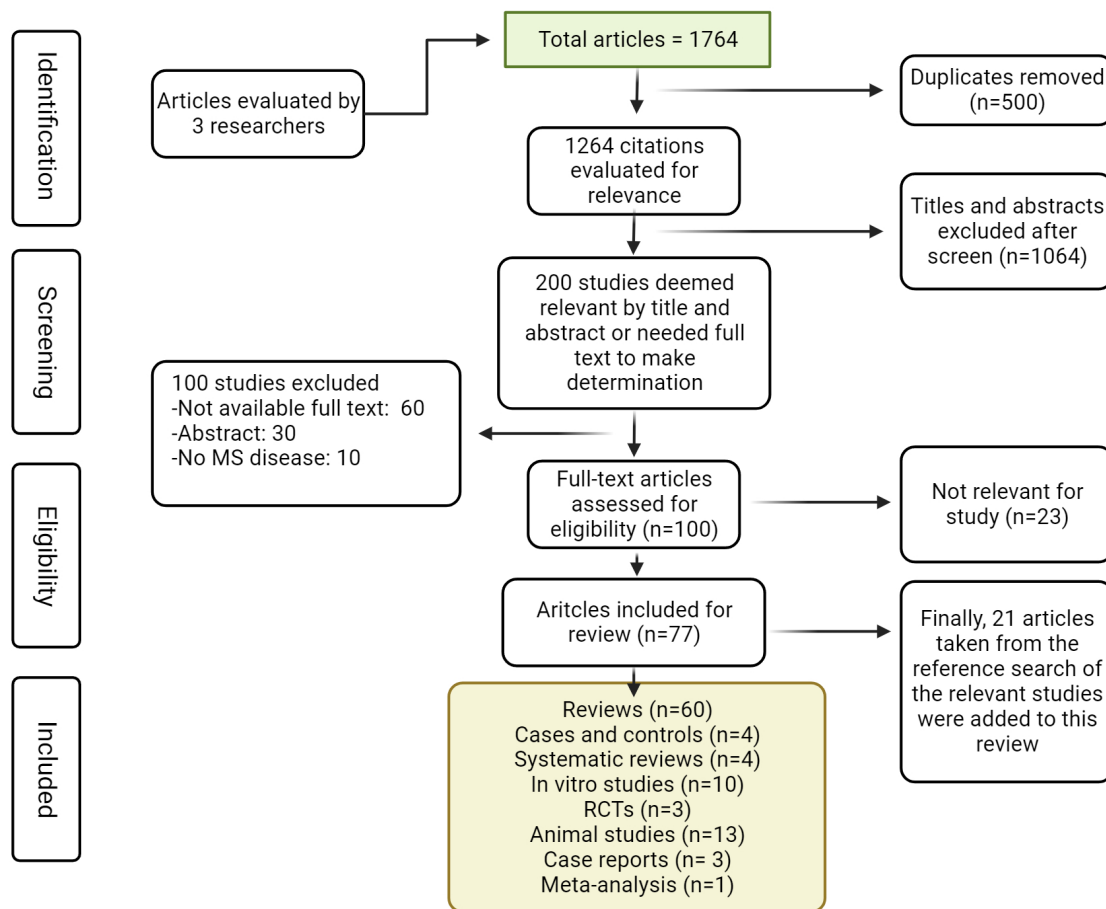 Identification
Screening
Eligibility
Included
Total articles = 1764
Articles evaluated by
3 researchers
Duplicates removed
(n=500)
1264 citations
evaluated for
relevance
Titles and abstracts
excluded after
screen (n=1064)
200 studies deemed
relevant by title and
abstract or needed full
text to make
determination
100 studies excluded
-Not available full text:  60
-Abstract: 30
-No MS disease: 10
Full-text articles
assessed for
eligibility (n=100)
Not relevant for
study (n=23)
Aritcles included for
review (n=77)
Finally, 21 articles
taken from the
reference search of
the relevant studies
were added to this
review
Reviews (n=60)
Cases and controls (n=4)
Systematic reviews (n=4)
In vitro studies (n=10)
RCTs (n=3)
Animal studies (n=13)
Case reports (n= 3)
Meta-analysis (n=1)